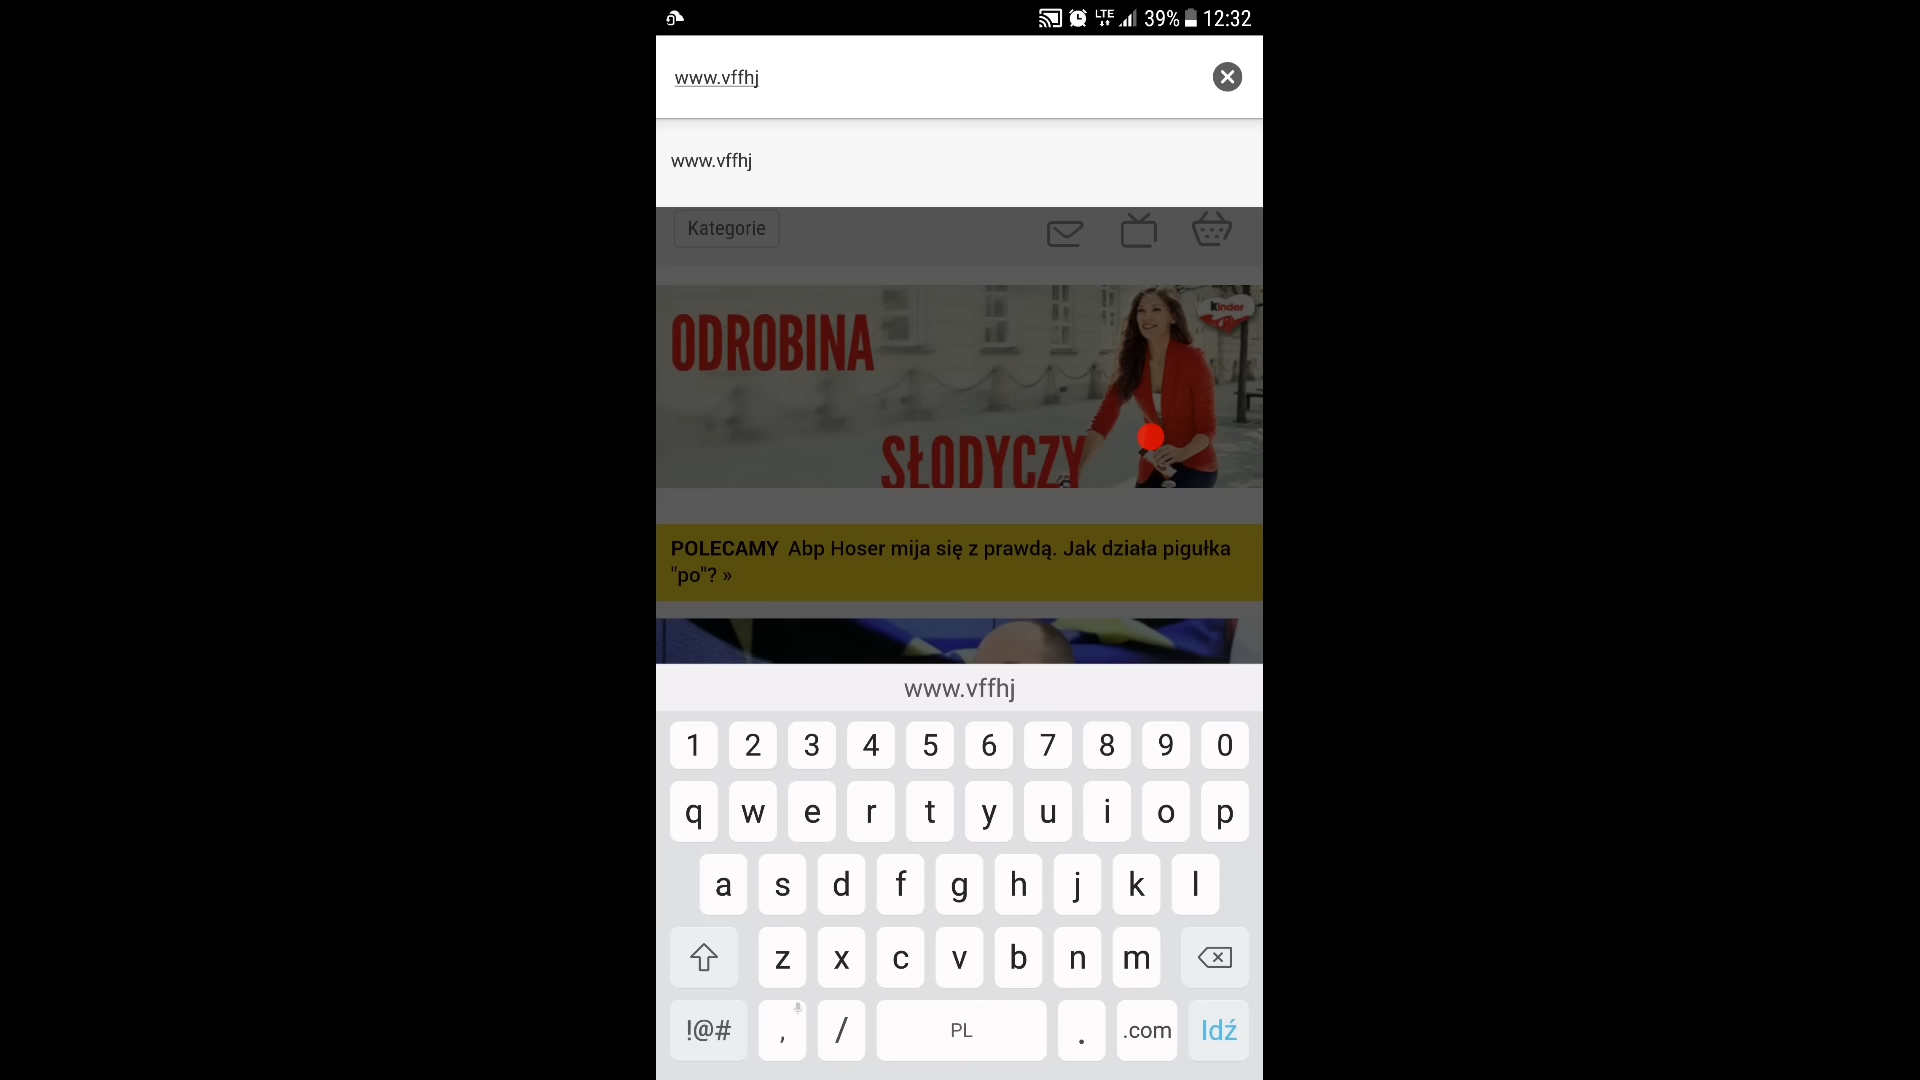 LTE 39% 12:32
www.vffhj
www.vffhj
Kategorie
Kinder
ODROBINA
SŁODYCZY
POLECAMY Abp Hoser mija się z prawdą. Jak działa pigułka
"po"? »
www.vffhj
1 2 3 4 5 6 7 8 9 0
q w e r t y u i o p
a s d f g h j k l
z x c v b n m
!@# , / PL . .com Idź